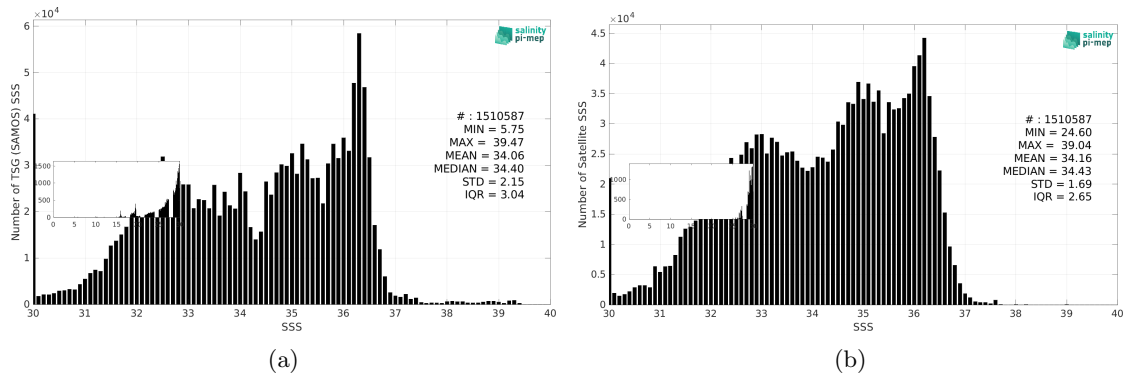 ×10⁴
6
5
4
3
2
1
0
Number of TSG (SAMOS) SSS
salinity
pi-mep
# : 1510587
MIN = 5.75
MAX = 39.47
MEAN = 34.06
MEDIAN = 34.40
STD = 2.15
IQR = 3.04
1500
1000
500
0
0 5 10 15
30 31 32 33 34 35 36 37 38 39 40
SSS
(a)
×10⁴
4.5
4
3.5
3
2.5
2
1.5
1
0.5
0
Number of Satellite SSS
salinity
pi-mep
# : 1510587
MIN = 24.60
MAX = 39.04
MEAN = 34.16
MEDIAN = 34.43
STD = 1.69
IQR = 2.65
1000
500
0
0 5 10 15
30 31 32 33 34 35 36 37 38 39 40
SSS
(b)